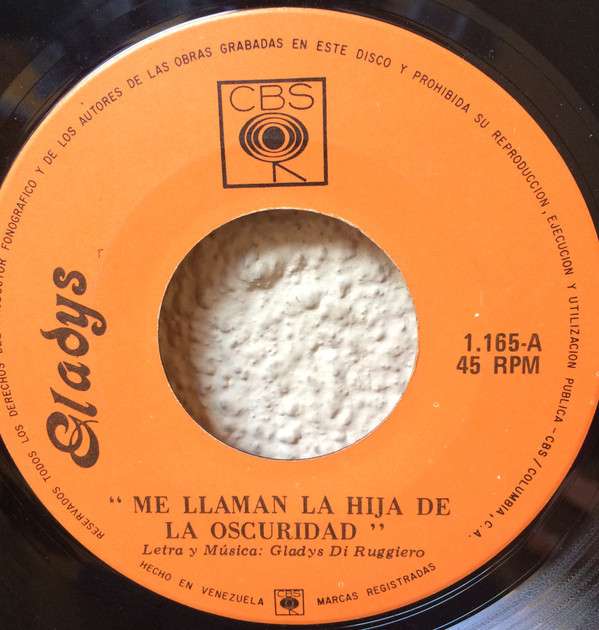 RESERVADOS TODOS LOS DERECHOS DEL PRODUCTOR FONOGRAFICO Y DE LOS AUTORES DE LAS OBRAS GRABADAS EN ESTE DISCO Y PROHIBIDA SU REPRODUCCION, EJECUCION Y UTILIZACION PUBLICA - CBS / COLUMBIA, C.A.
CBS
R
Gladys
1.165-A
45 RPM
" ME LLAMAN LA HIJA DE
LA OSCURIDAD "
Letra y Música: Gladys Di Ruggiero
HECHO EN VENEZUELA CBS MARCAS REGISTRADAS